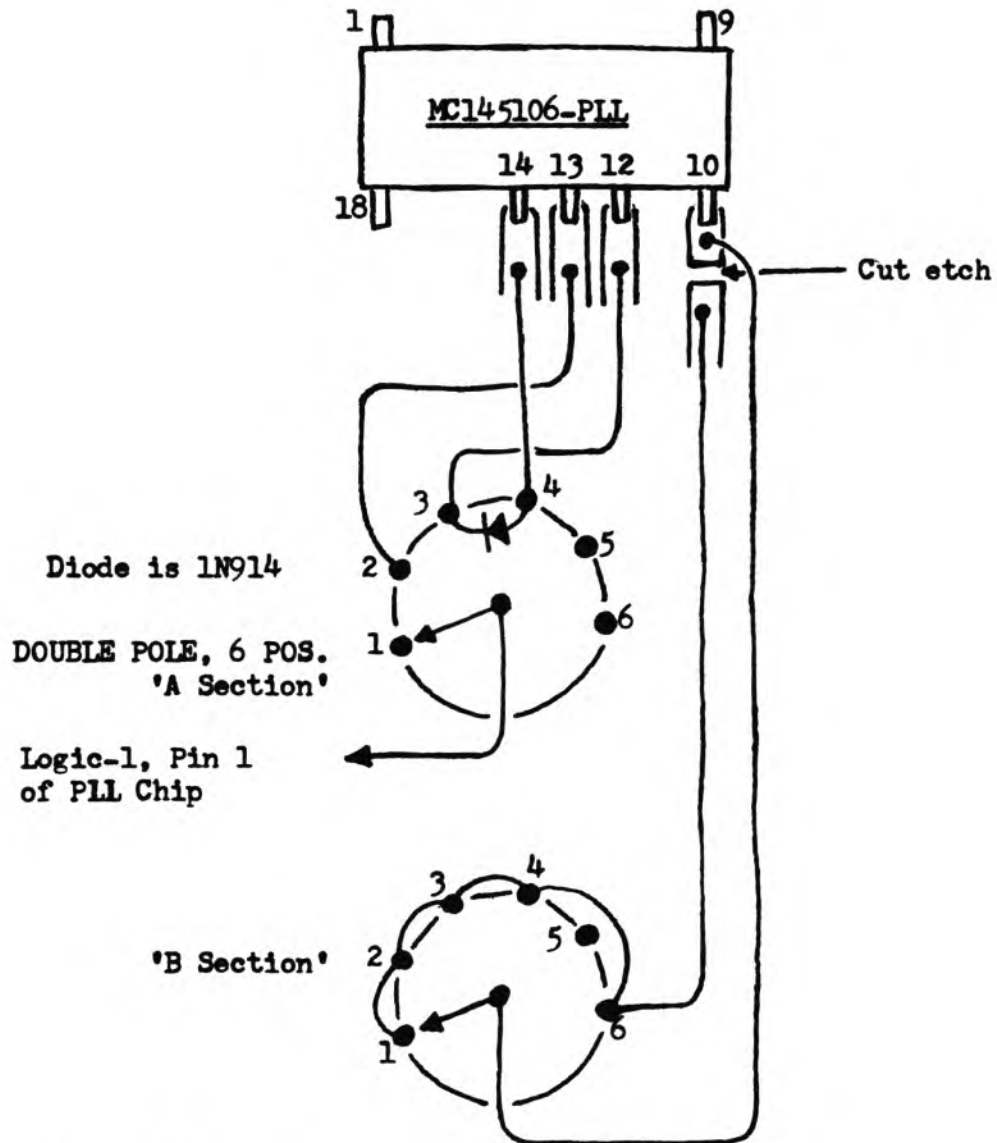 1
9
MC145106-PLL
14 13 12 10
18
Cut etch
3
4
2
5
Diode is 1N914
1
6
DOUBLE POLE, 6 POS.
'A Section'
Logic-1, Pin 1
of PLL Chip
3
4
2
5
'B Section'
1
6